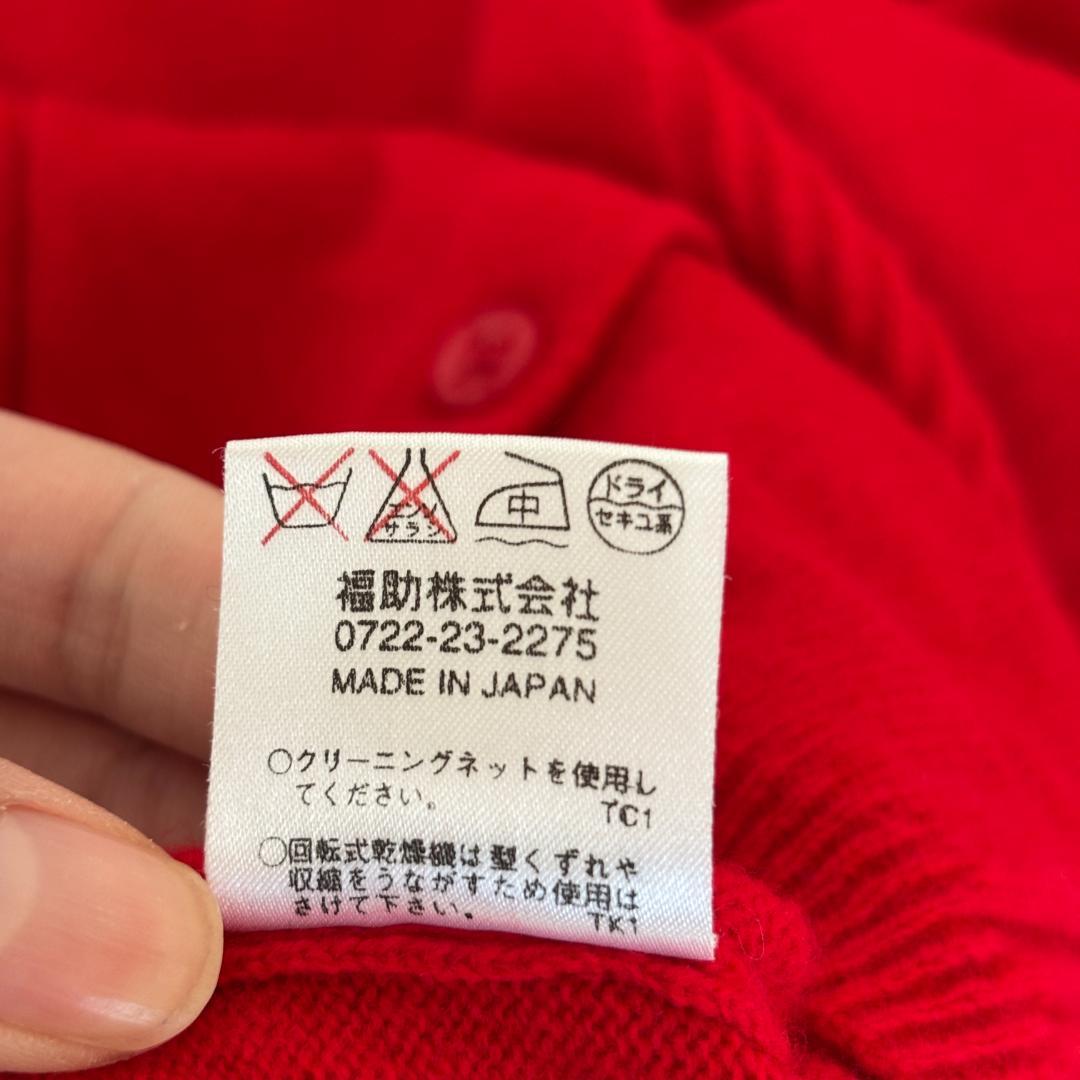 エンソ
サラシ
中
ドライ
セキユ系
福助株式会社
0722-23-2275
MADE IN JAPAN
○クリーニングネットを使用し
てください。 TC1
○回転式乾燥機は型くずれや
収縮をうながすため使用は
さけて下さい。 TK1